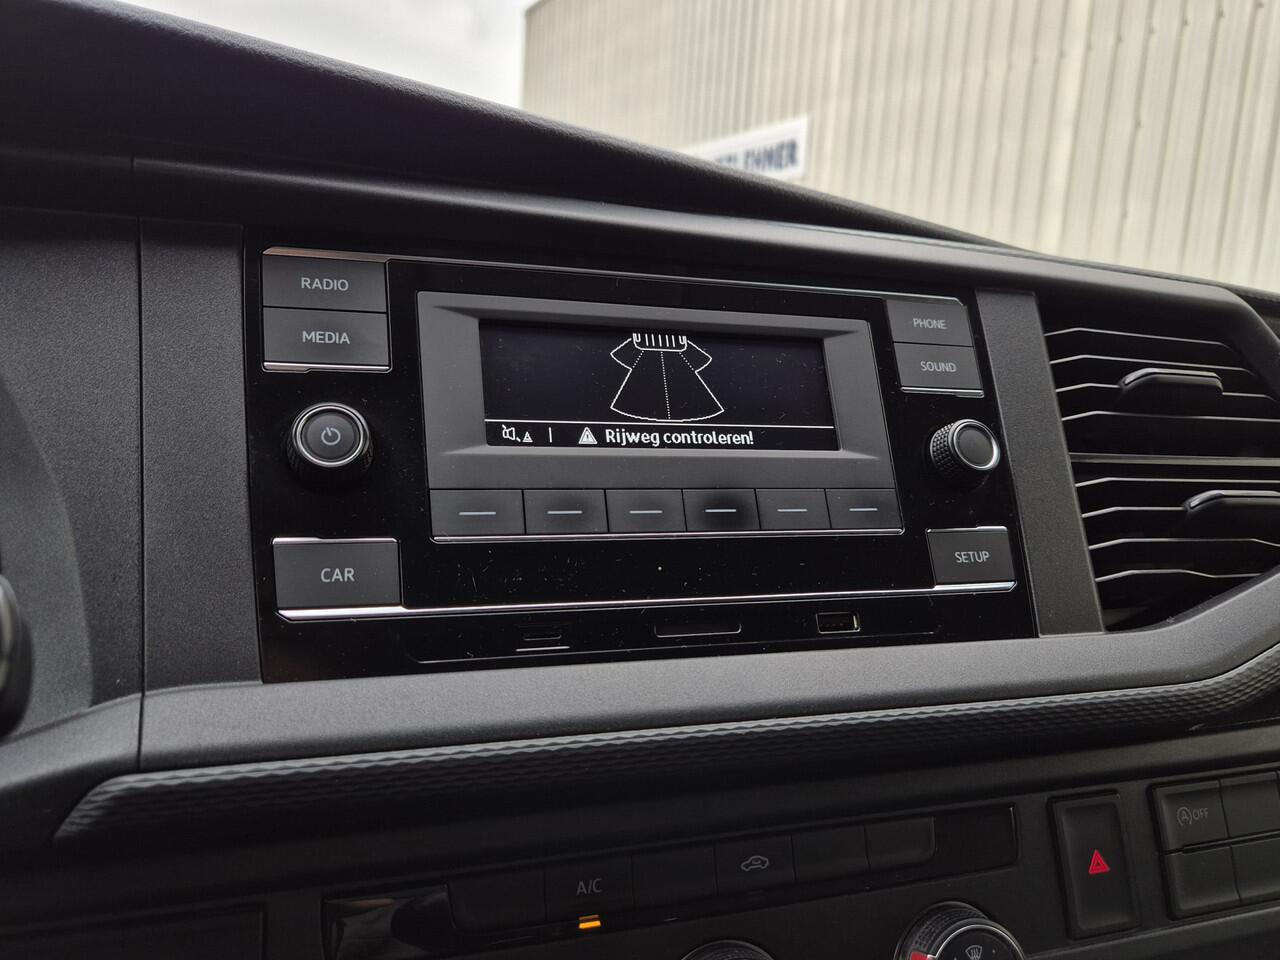 RADIO
MEDIA
PHONE
SOUND
Rijweg controleren!
CAR
SETUP
A/C
OFF